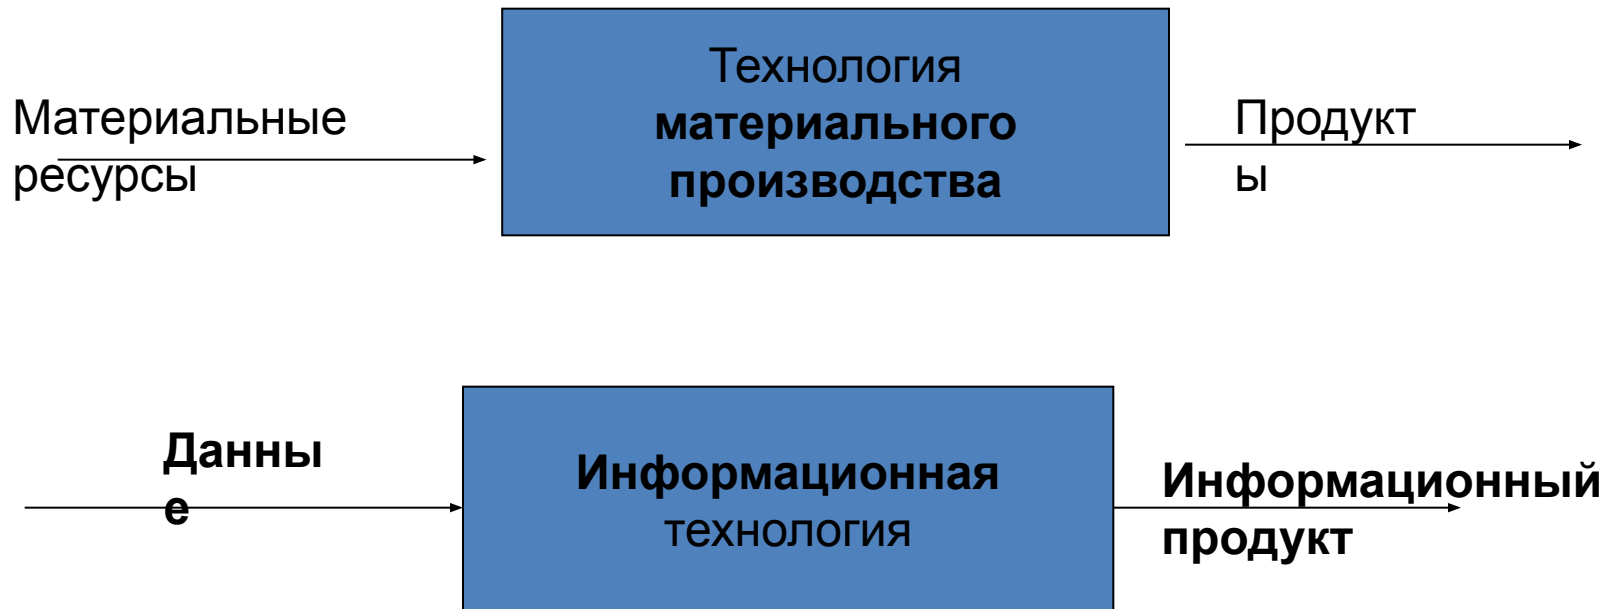 Материальные
ресурсы
Технология
материального
производства
Продукт
ы
Данны
е
Информационная
технология
Информационный
продукт